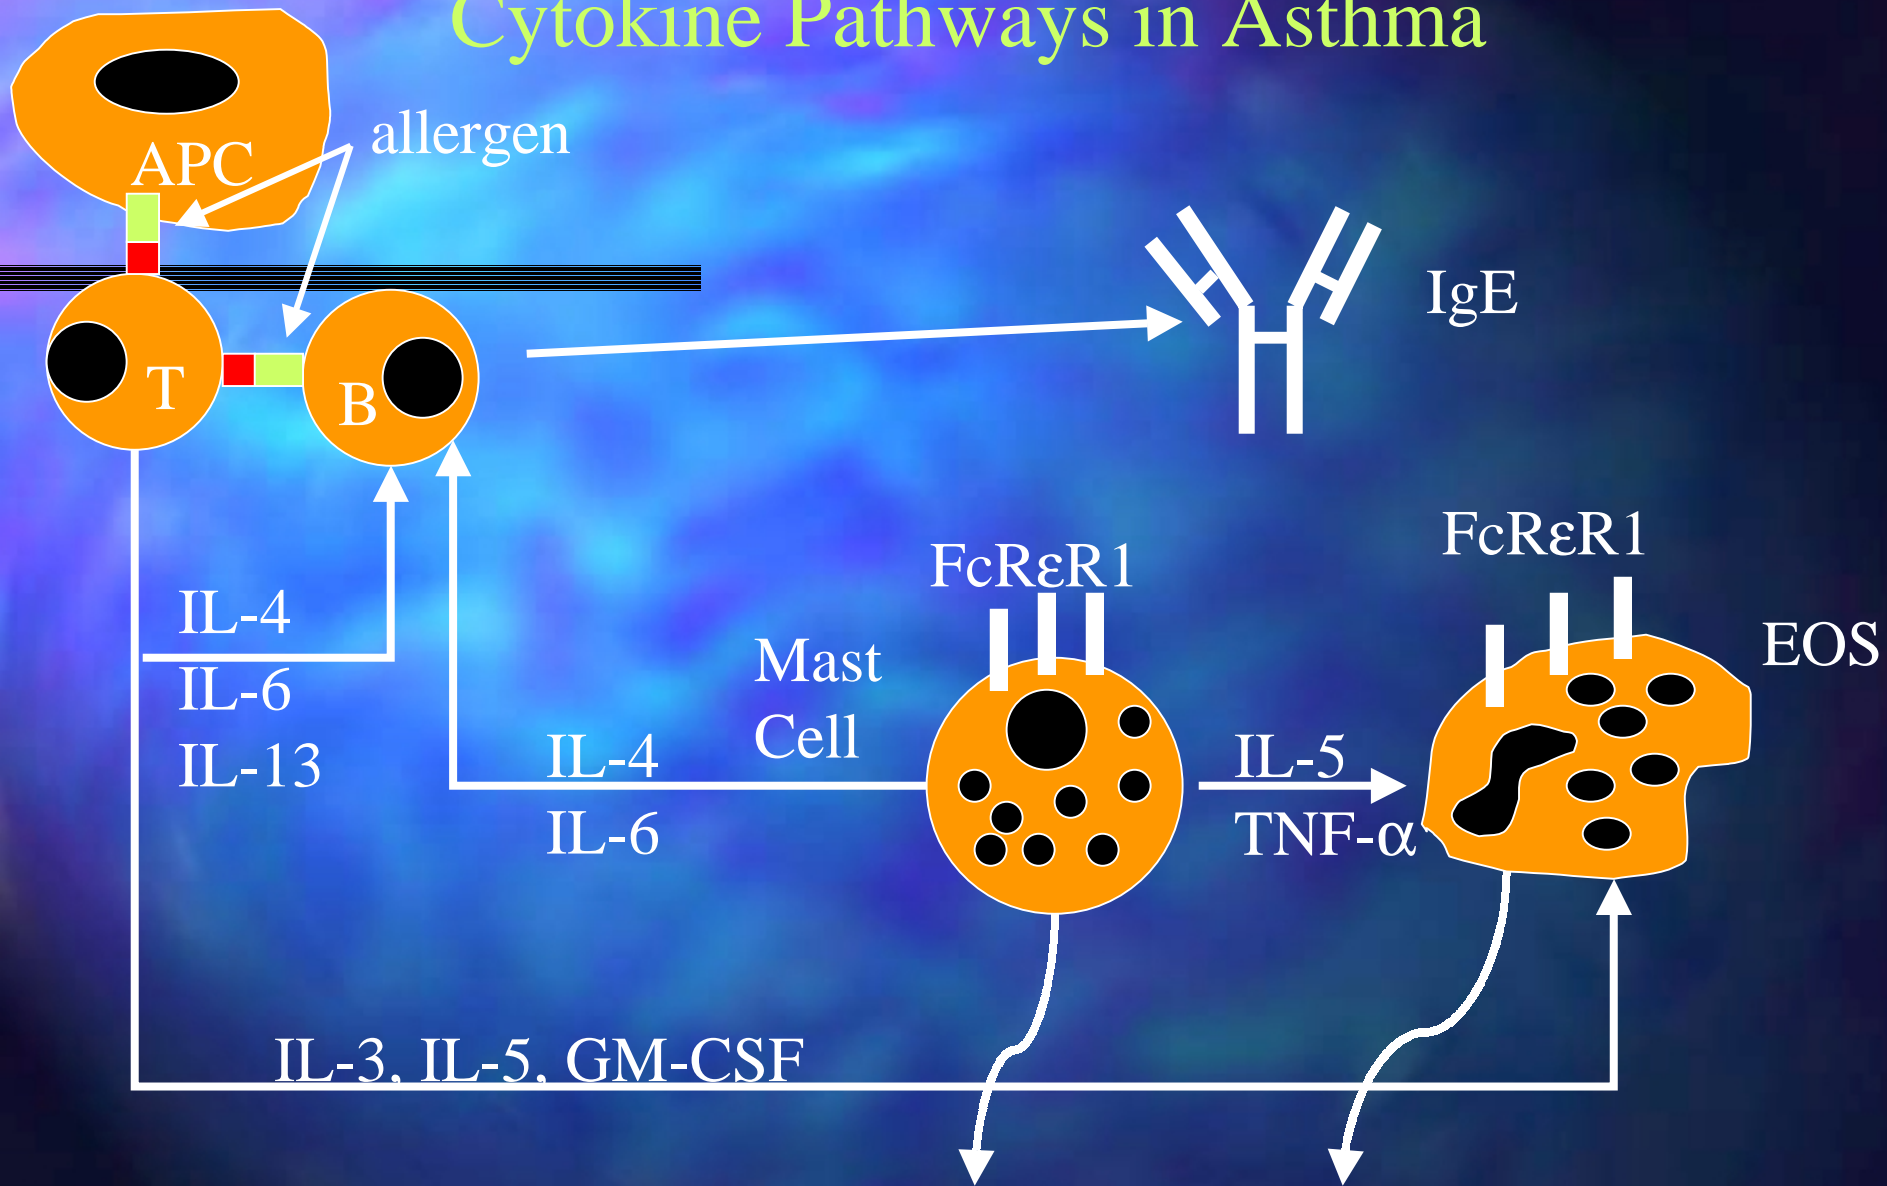 Cytokine Pathways in Asthma
allergen
APC
IgE
T
B
FcRεR1
FcRεR1
EOS
IL-4
IL-6
IL-13
Mast
Cell
IL-4
IL-6
IL-5
TNF-α
IL-3, IL-5, GM-CSF